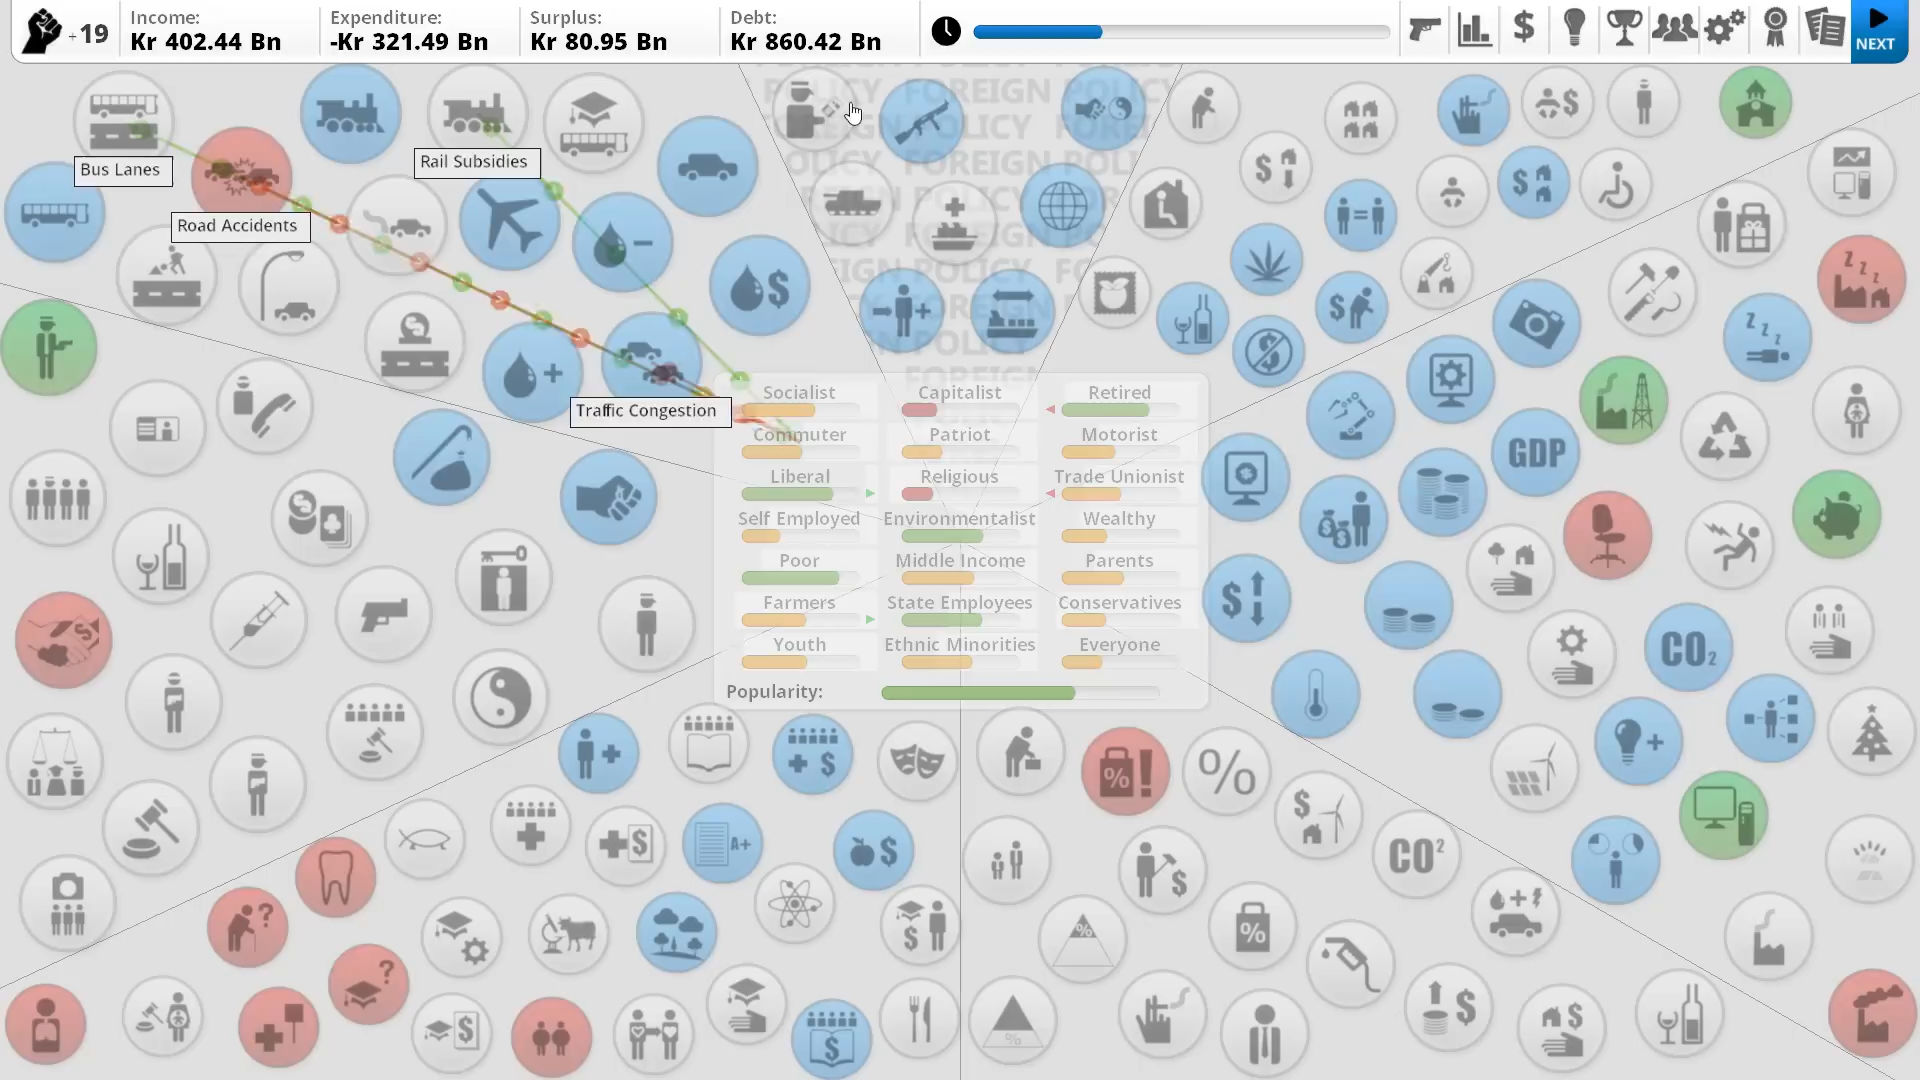 +19
Income:
Kr 402.44 Bn
Expenditure:
-Kr 321.49 Bn
Surplus:
Kr 80.95 Bn
Debt:
Kr 860.42 Bn
NEXT
FOREIGN POLICY
Bus Lanes
Rail Subsidies
Road Accidents
Traffic Congestion
Socialist Capitalist Retired
Commuter Patriot Motorist
Liberal Religious Trade Unionist
Self Employed Environmentalist Wealthy
Poor Middle Income Parents
Farmers State Employees Conservatives
Youth Ethnic Minorities Everyone
Popularity:
GDP
CO₂
CO²
A+